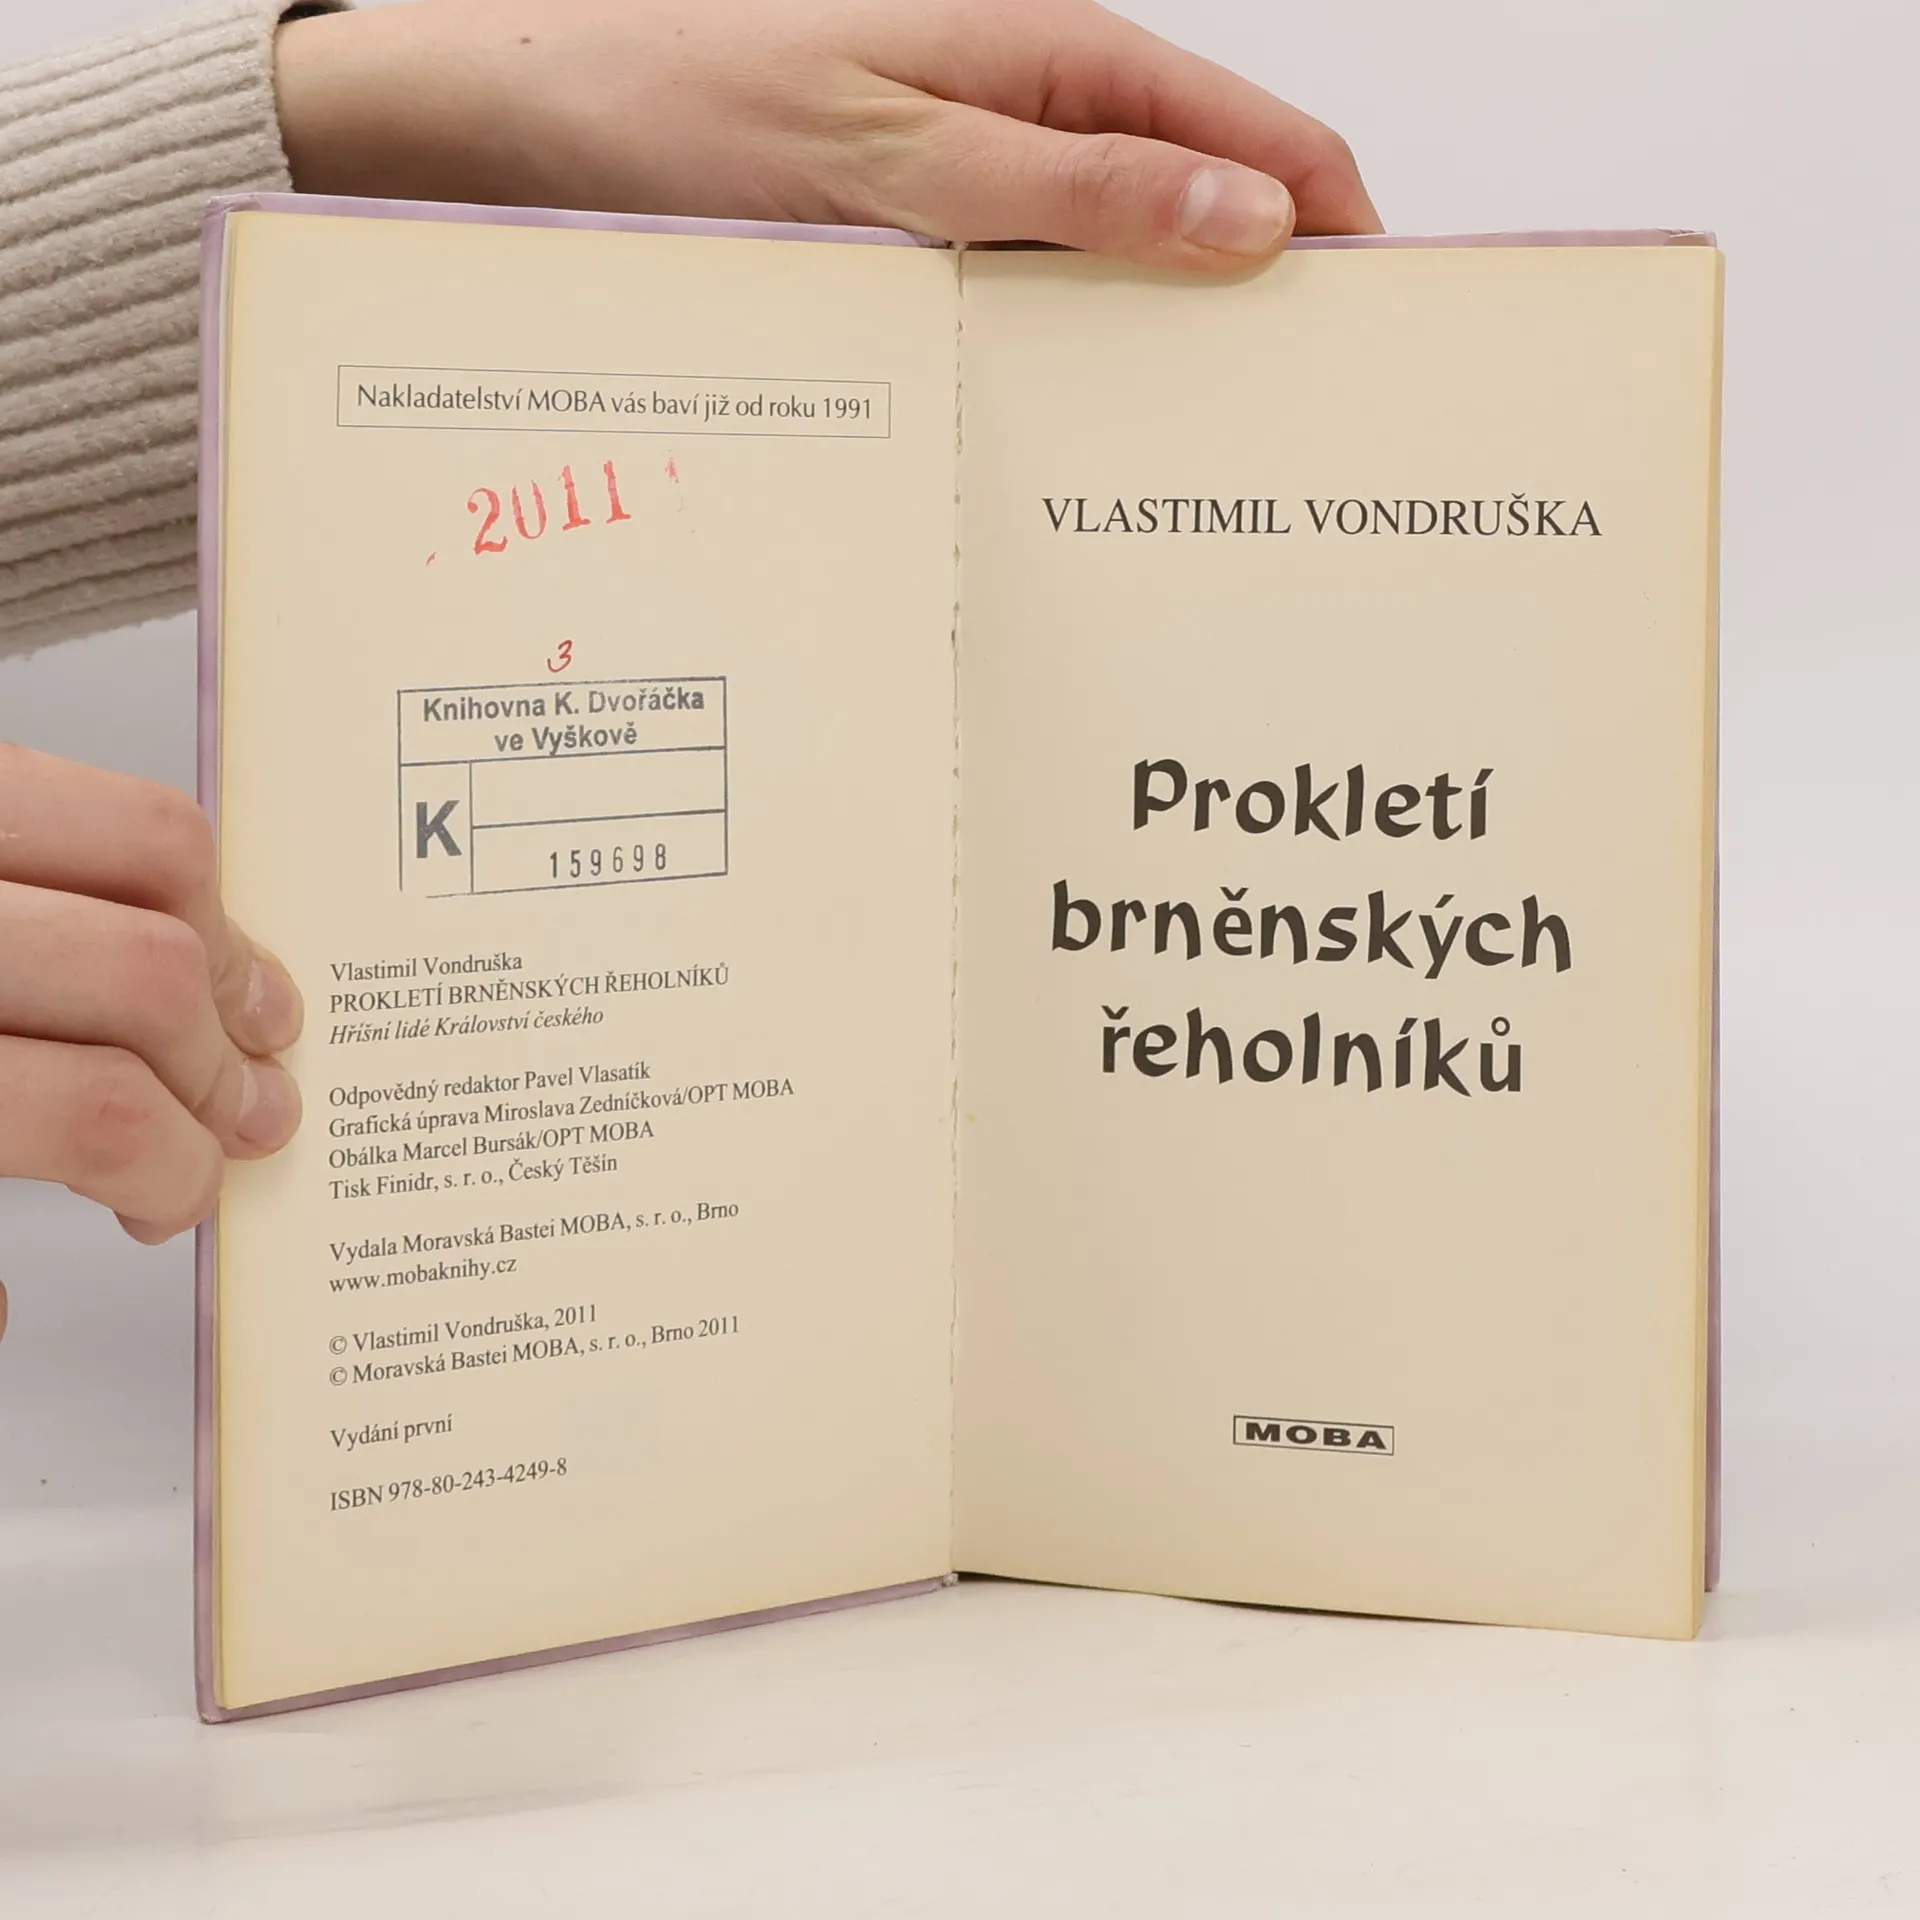 Nakladatelství MOBA vás baví již od roku 1991
2011
3
Knihovna K. Dvořáčka
ve Vyškově
K
159698
Vlastimil Vondruška
PROKLETÍ BRNĚNSKÝCH ŘEHOLNÍKŮ
Hříšní lidé Království českého
Odpovědný redaktor Pavel Vlasatík
Grafická úprava Miroslava Zedníčková/OPT MOBA
Obálka Marcel Bursák/OPT MOBA
Tisk Finidr, s. r. o., Český Těšín
Vydala Moravská Bastei MOBA, s. r. o., Brno
www.mobaknihy.cz
© Vlastimil Vondruška, 2011
© Moravská Bastei MOBA, s. r. o., Brno 2011
Vydání první
ISBN 978-80-243-4249-8
VLASTIMIL VONDRUŠKA
Prokletí
brněnských
řeholníků
MOBA